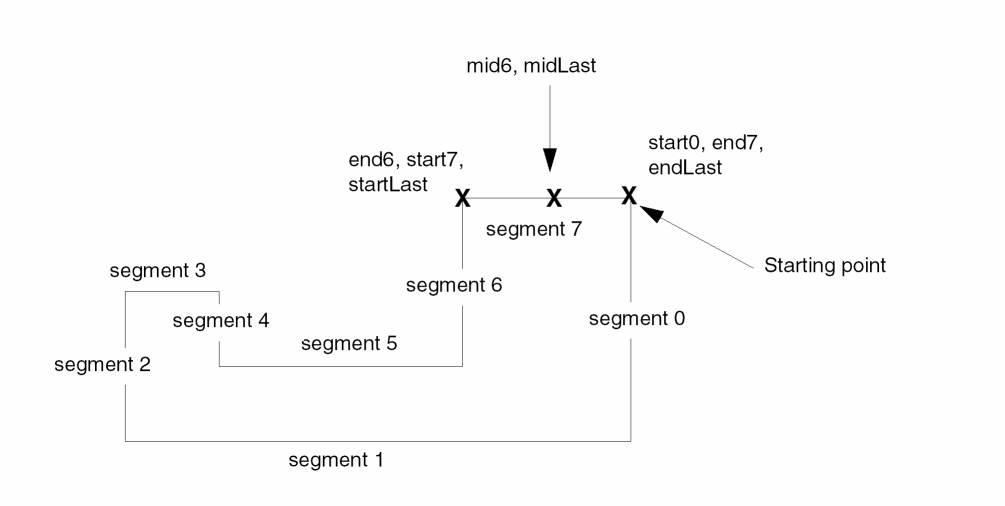 mid6, midLast
start0, end7,
endLast
end6, start7,
startLast
X
X
X
segment 7
Starting point
segment 3
segment 6
segment 4
segment 0
segment 5
segment 2
segment 1